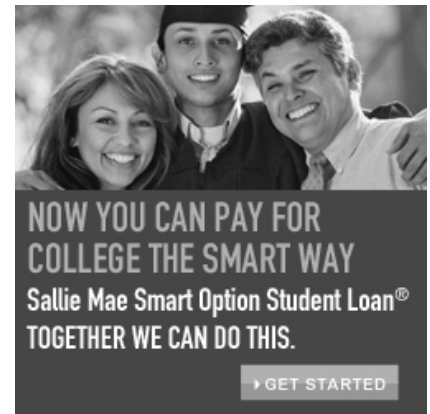 NOW YOU CAN PAY FOR
COLLEGE THE SMART WAY
Sallie Mae Smart Option Student Loan®
TOGETHER WE CAN DO THIS.
GET STARTED